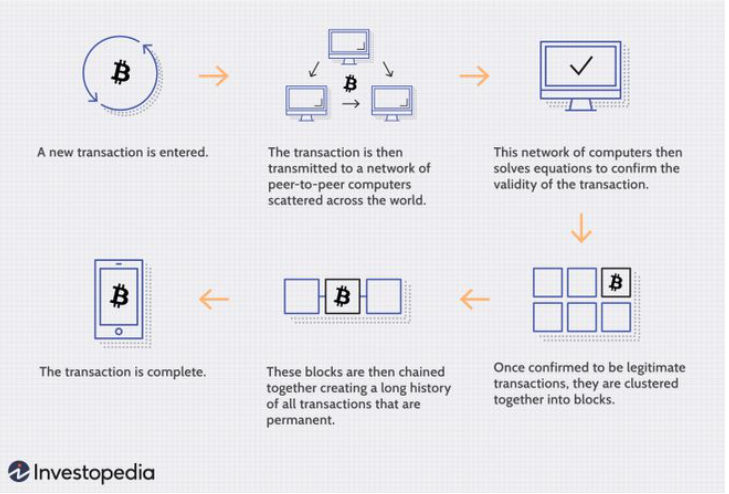 A new transaction is entered.
The transaction is then
transmitted to a network of
peer-to-peer computers
scattered across the world.
This network of computers then
solves equations to confirm the
validity of the transaction.
Once confirmed to be legitimate
transactions, they are clustered
together into blocks.
These blocks are then chained
together creating a long history
of all transactions that are
permanent.
The transaction is complete.
Investopedia